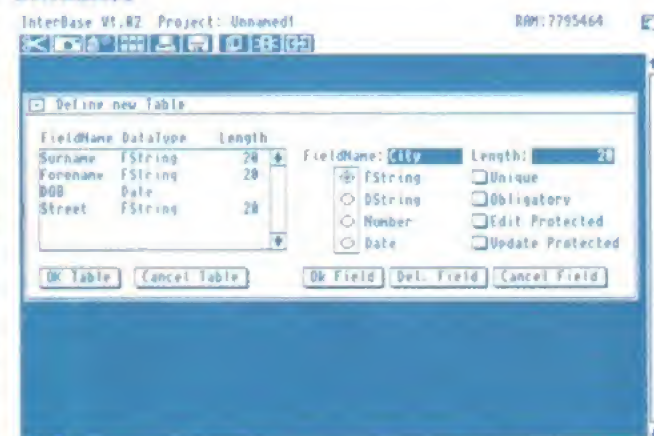 InterBase V1.02 Project: Unnamed1 RAM:7795464
Define new Table
FieldName DataType Length
Surname FString 20
Forename FString 20
DOB Date
Street FString 20
FieldName: City Length: 20
FString Unique
DString Obligatory
Number Edit Protected
Date Update Protected
OK Table Cancel Table Ok Field Del. Field Cancel Field